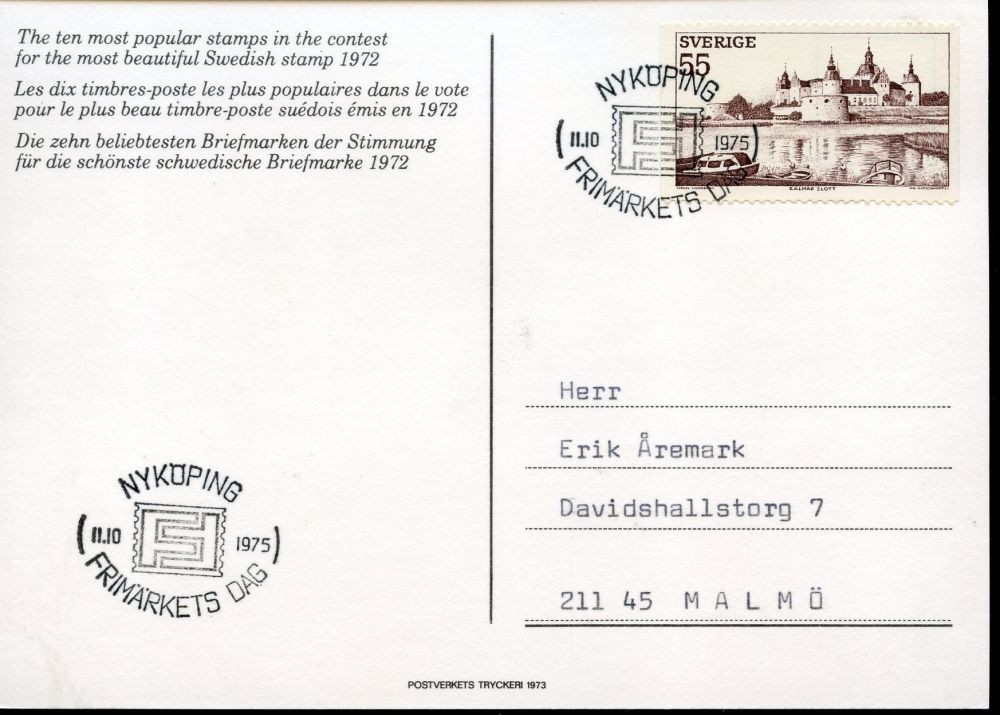 The ten most popular stamps in the contest
for the most beautiful Swedish stamp 1972
Les dix timbres-poste les plus populaires dans le vote
pour le plus beau timbre-poste suédois émis en 1972
Die zehn beliebtesten Briefmarken der Stimmung
für die schönste schwedische Briefmarke 1972
SVERIGE
55
KALMAR SLOTT
NYKÖPING
11.10 1975
FRIMÄRKETS DAG
Herr
Erik Åremark
Davidshallstorg 7
211 45 MALMÖ
NYKÖPING
11.10 1975
FRIMÄRKETS DAG
POSTVERKETS TRYCKERI 1973